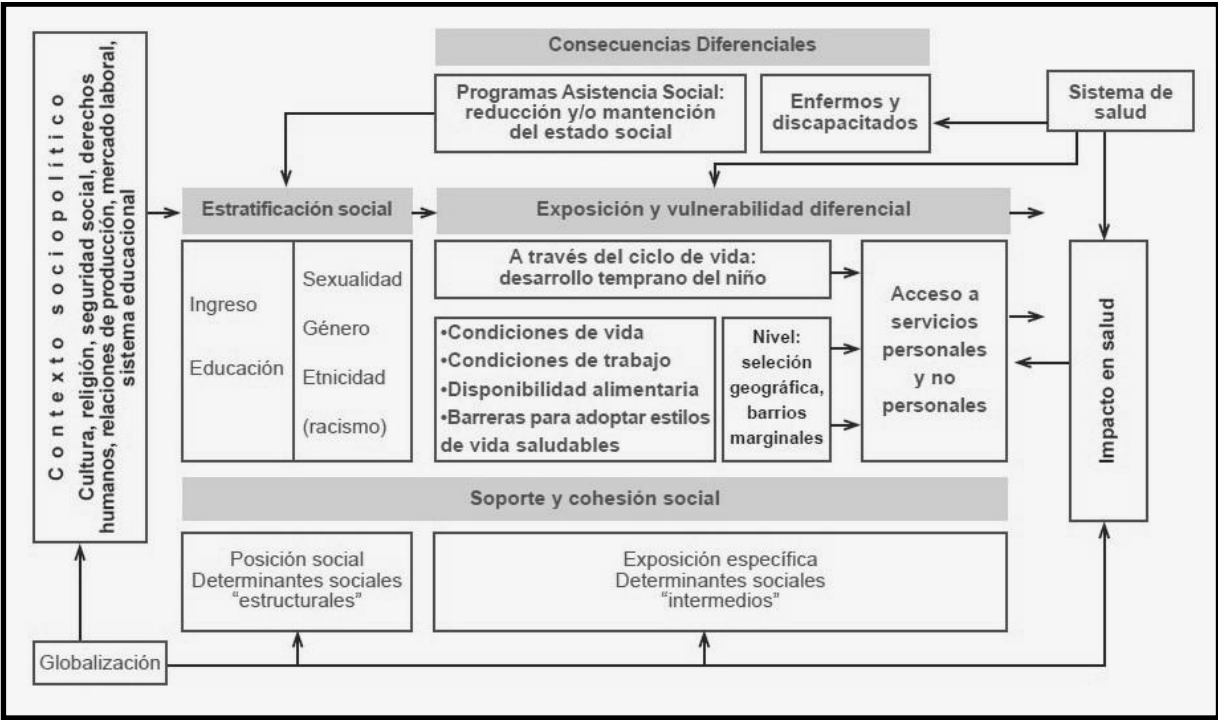 Contexto sociopolítico
Cultura, religión, seguridad social, derechos
humanos, relaciones de producción, mercado laboral,
sistema educacional
Consecuencias Diferenciales
Programas Asistencia Social:
reducción y/o mantención
del estado social
Enfermos y
discapacitados
Sistema de
salud
Estratificación social
Exposición y vulnerabilidad diferencial
Ingreso
Educación
Sexualidad
Género
Etnicidad
(racismo)
A través del ciclo de vida:
desarrollo temprano del niño
•Condiciones de vida
•Condiciones de trabajo
•Disponibilidad alimentaria
•Barreras para adoptar estilos
de vida saludables
Nivel:
seleción
geográfica,
barrios
marginales
Acceso a
servicios
personales
y no
personales
Impacto en salud
Soporte y cohesión social
Posición social
Determinantes sociales
“estructurales”
Exposición específica
Determinantes sociales
“intermedios”
Globalización